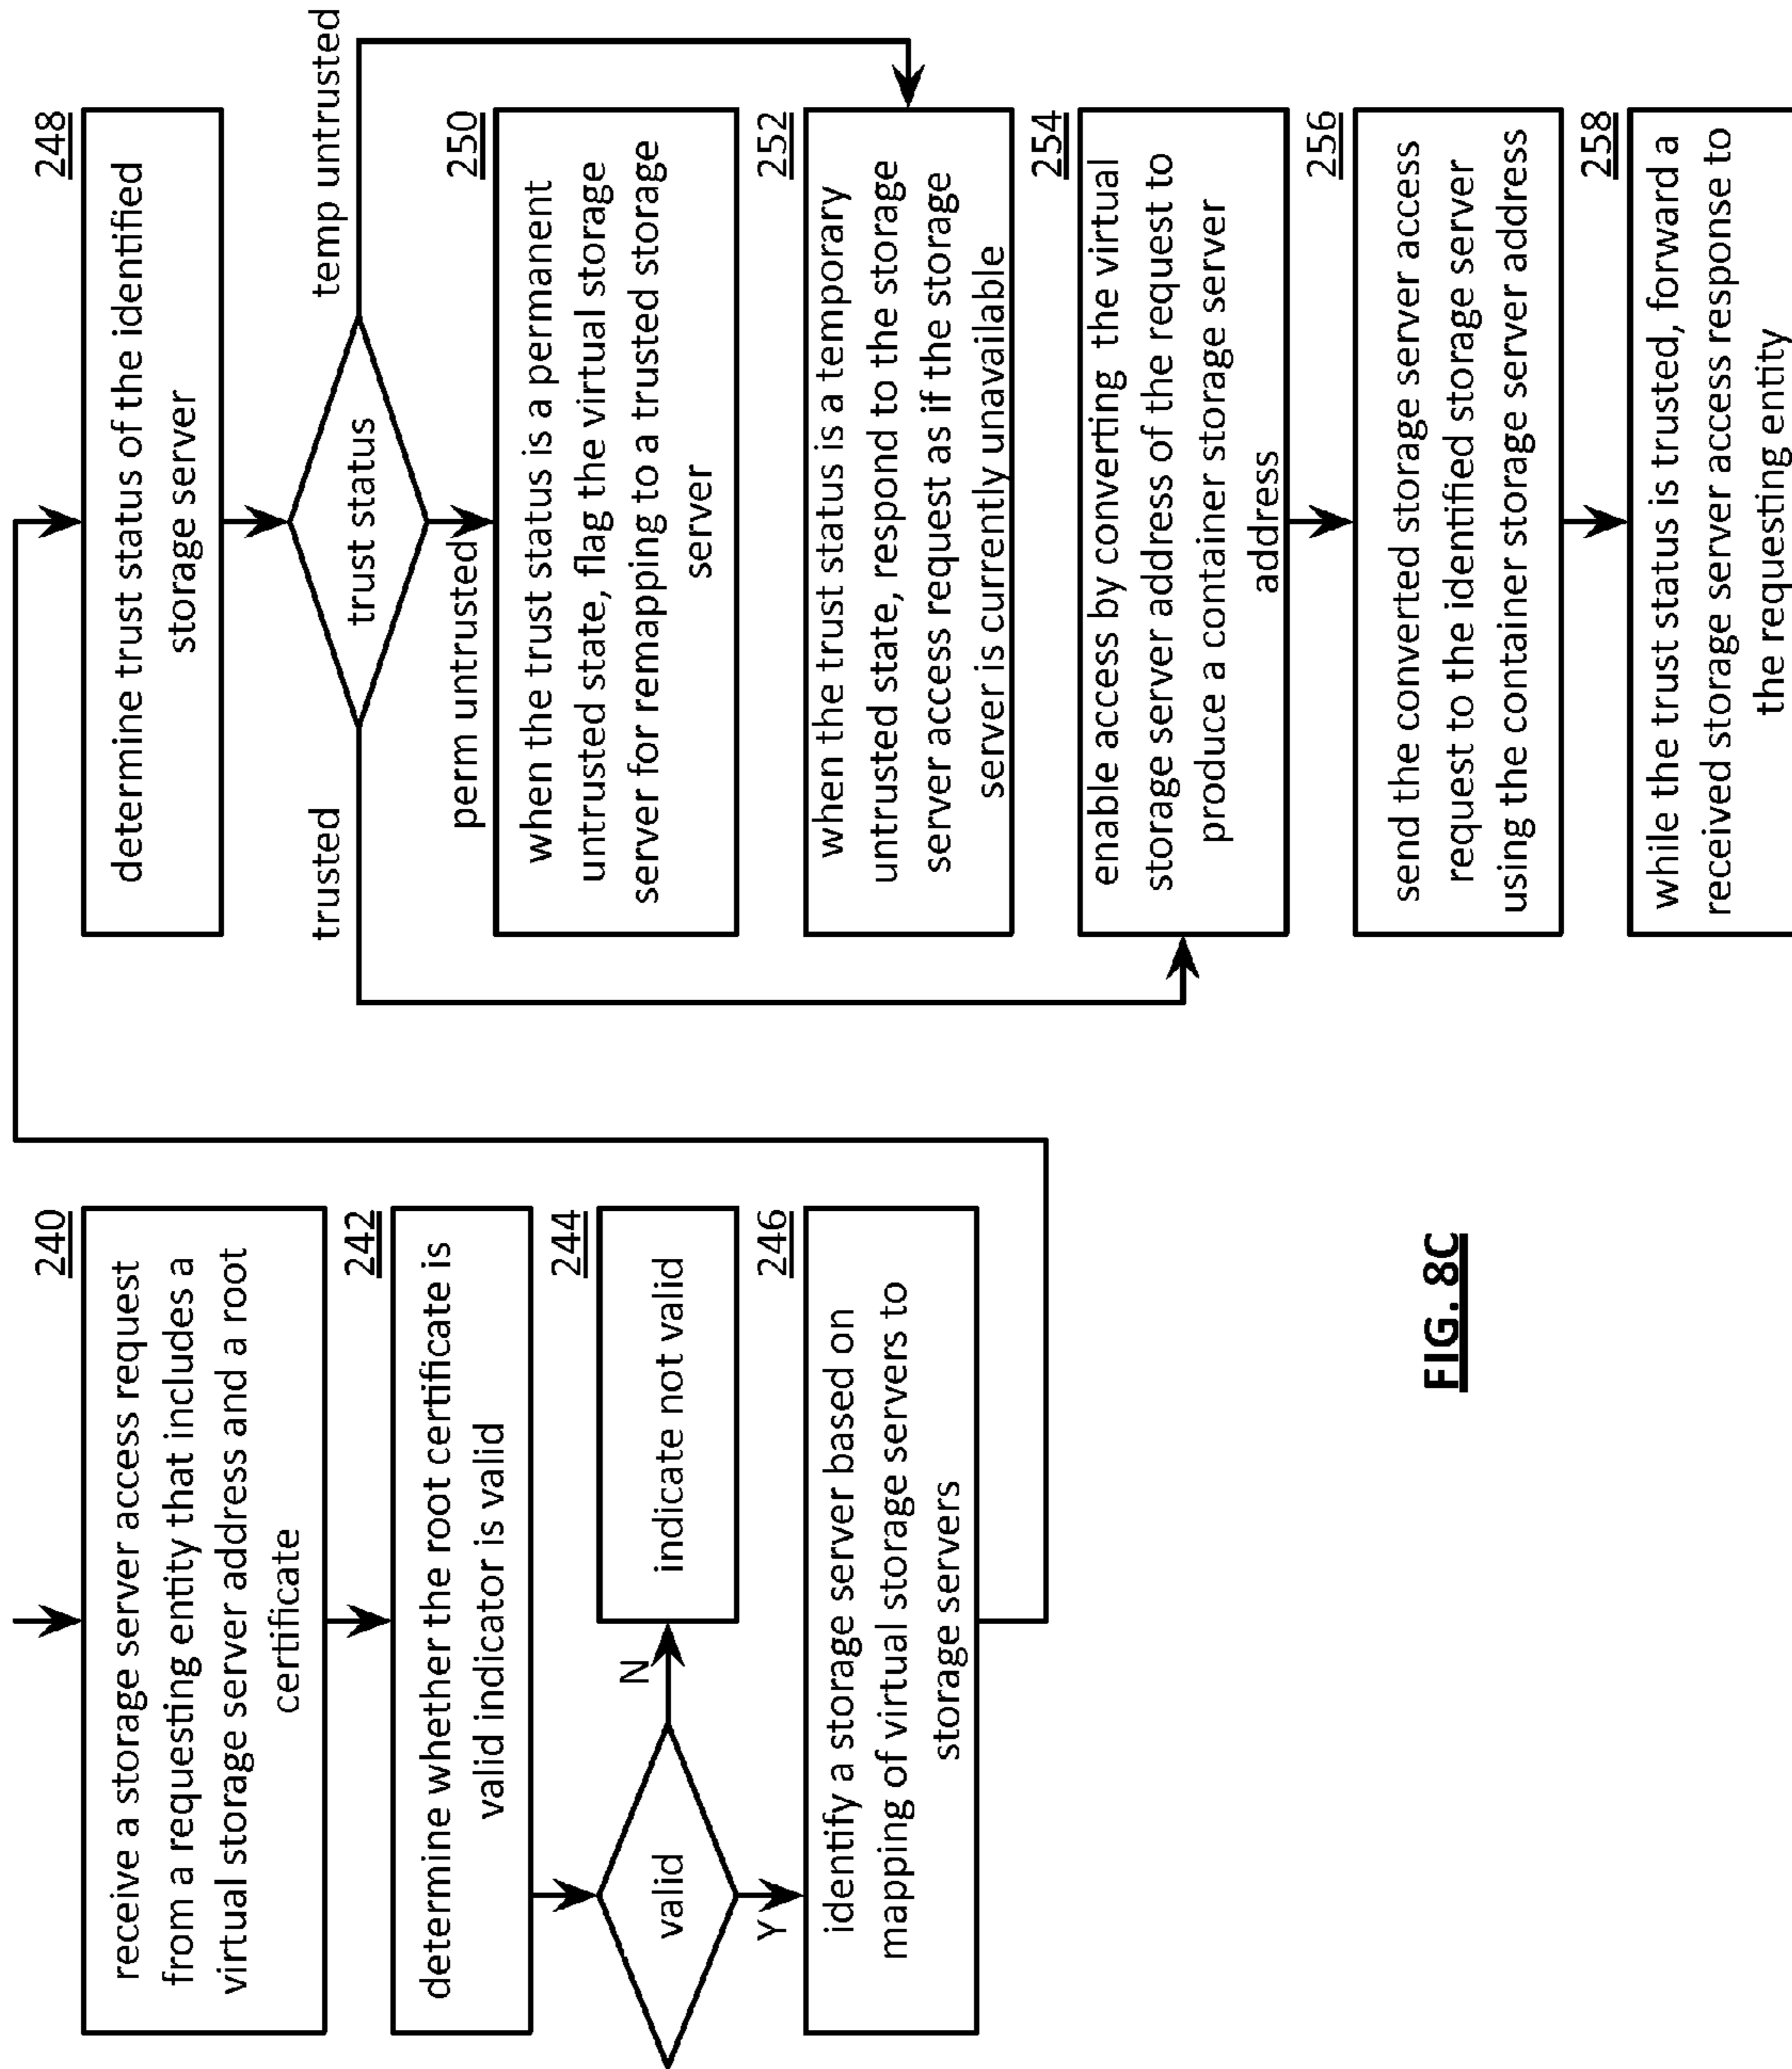 240
receive a storage server access request
from a requesting entity that includes a
virtual storage server address and a root
certificate
242
determine whether the root certificate is
valid indicator is valid
valid
N
244
indicate not valid
Y
246
identify a storage server based on
mapping of virtual storage servers to
storage servers
248
determine trust status of the identified
storage server
trust status
trusted
perm untrusted
temp untrusted
250
when the trust status is a permanent
untrusted state, flag the virtual storage
server for remapping to a trusted storage
server
252
when the trust status is a temporary
untrusted state, respond to the storage
server access request as if the storage
server is currently unavailable
254
enable access by converting the virtual
storage server address of the request to
produce a container storage server
address
256
send the converted storage server access
request to the identified storage server
using the container storage server address
258
while the trust status is trusted, forward a
received storage server access response to
the requesting entity
FIG. 8C